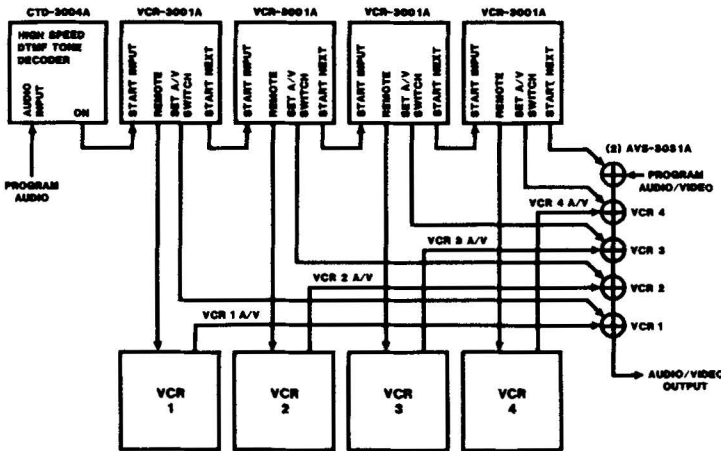 CTD-3004A
VCR-3001A
VCR-3001A
VCR-3001A
VCR-3001A
HIGH SPEED
DTMF TONE
DECODER
AUDIO
INPUT
ON
START INPUT
REMOTE
SET A/V
SWITCH
START NEXT
START INPUT
REMOTE
SET A/V
SWITCH
START NEXT
START INPUT
REMOTE
SET A/V
SWITCH
START NEXT
START INPUT
REMOTE
SET A/V
SWITCH
START NEXT
PROGRAM
AUDIO
(2) AVS-3031A
PROGRAM
AUDIO/VIDEO
VCR 4 A/V
VCR 4
VCR 3 A/V
VCR 3
VCR 2 A/V
VCR 2
VCR 1 A/V
VCR 1
VCR
1
VCR
2
VCR
3
VCR
4
AUDIO/VIDEO
OUTPUT